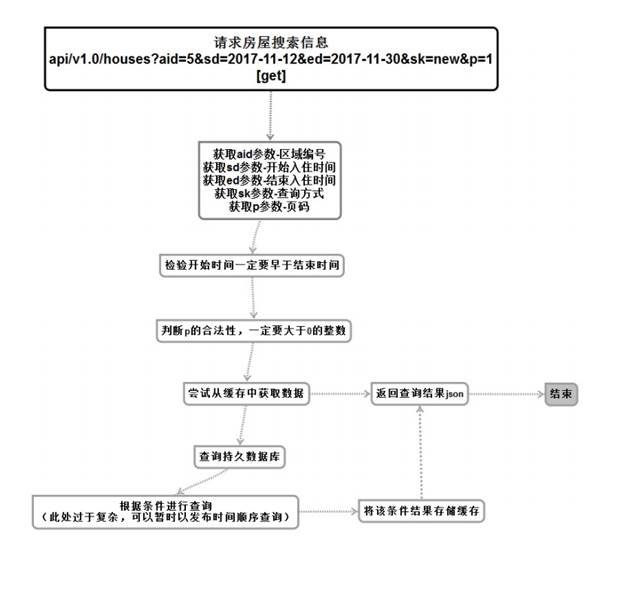 请求房屋搜索信息
api/v1.0/houses?aid=5&sd=2017-11-12&ed=2017-11-30&sk=new&p=1
[get]
获取aid参数-区域编号
获取sd参数-开始入住时间
获取ed参数-结束入住时间
获取sk参数-查询方式
获取p参数-页码
检验开始时间一定要早于结束时间
判断p的合法性，一定要大于0的整数
尝试从缓存中获取数据
返回查询结果json
结束
查询持久数据库
根据条件进行查询
（此处过于复杂，可以暂时以发布时间顺序查询）
将该条件结果存储缓存